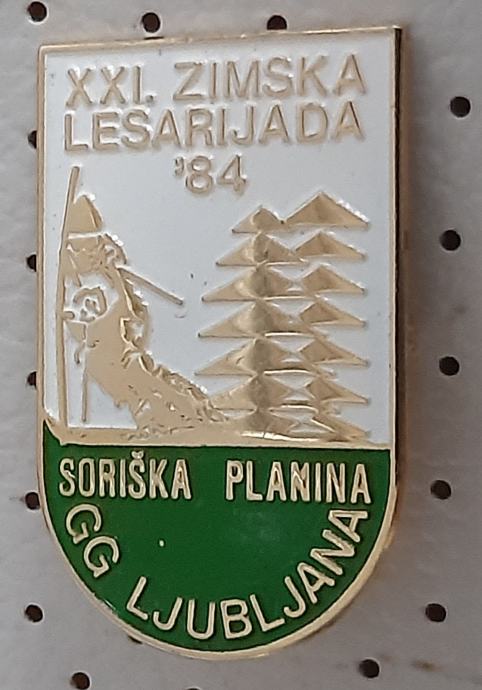 XXI. ZIMSKA
LESARIJADA
'84
SORIŠKA PLANINA
GG LJUBLJANA